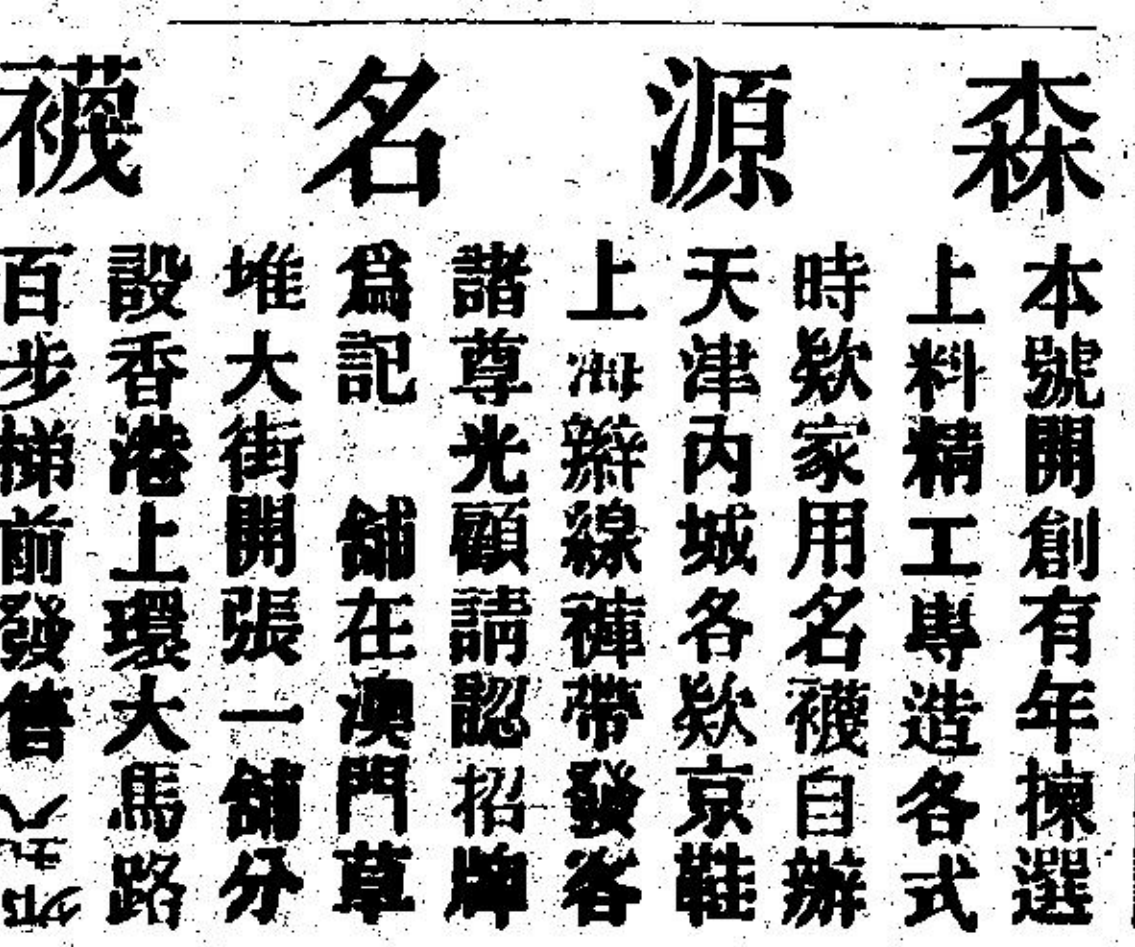 森源名襪
本號開創有年揀選
上料精工專造各式
時欵家用名襪自辦
天津內城各欵京鞋
上海辮線褲帶發客
諸尊光顧請認招牌
爲記 舖在澳門草
堆大街開張一舖分
設香港上環大馬路
百步梯前發售